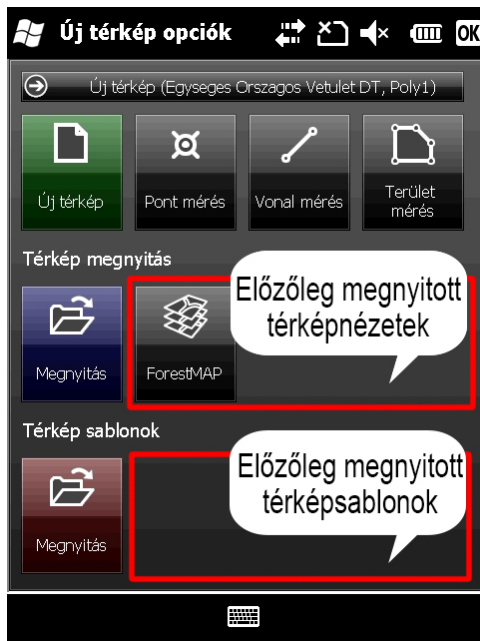 Új térkép opciók
OK
Új térkép (Egyseges Orszagos Vetulet DT, Poly1)
Új térkép
Pont mérés
Vonal mérés
Terület
mérés
Térkép megnyitás
Megnyitás
ForestMAP
Előzőleg megnyitott
térképnézetek
Térkép sablonok
Megnyitás
Előzőleg megnyitott
térképsablonok